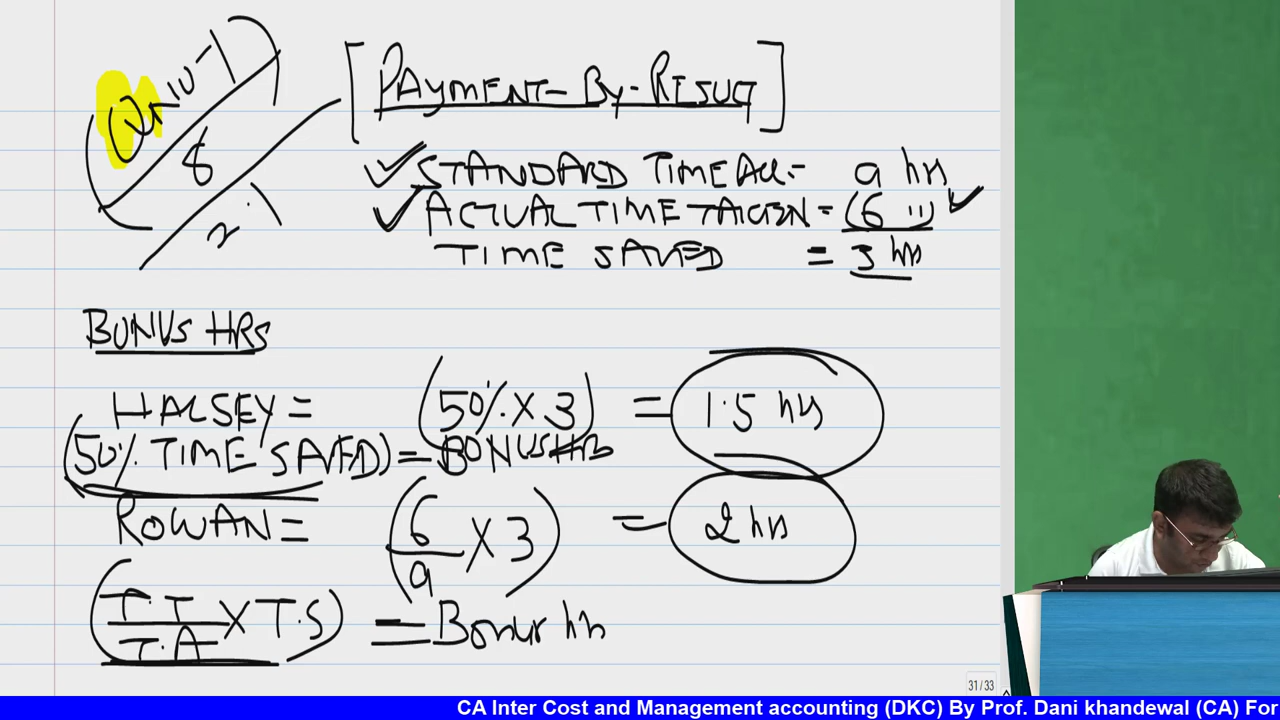 [PAYMENT-BY-RESULT]
STANDARD TIME ALL = 9 hrs
ACTUAL TIME TAKEN = (6 ")
TIME SAVED = 3 hrs
8
BONUS HRS
HALSEY = (50% X 3) = 1.5 hrs
(50% TIME SAVED) = BONUS HRS
ROWAN = (6/9 X 3) = 2 hrs
(T.T/T.A X T.S) = Bonus hrs
31/33
CA Inter Cost and Management accounting (DKC) By Prof. Dani khandewal (CA) For